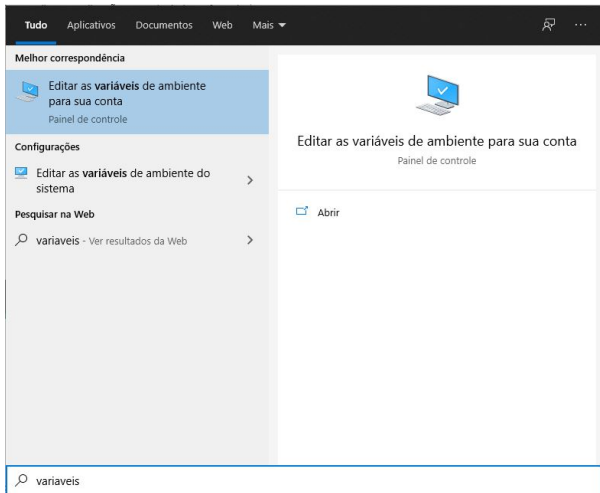 Tudo Aplicativos Documentos Web Mais
Melhor correspondência
Editar as variáveis de ambiente
para sua conta
Painel de controle
Configurações
Editar as variáveis de ambiente do
sistema
Pesquisar na Web
variaveis - Ver resultados da Web
Editar as variáveis de ambiente para sua conta
Painel de controle
Abrir
variaveis